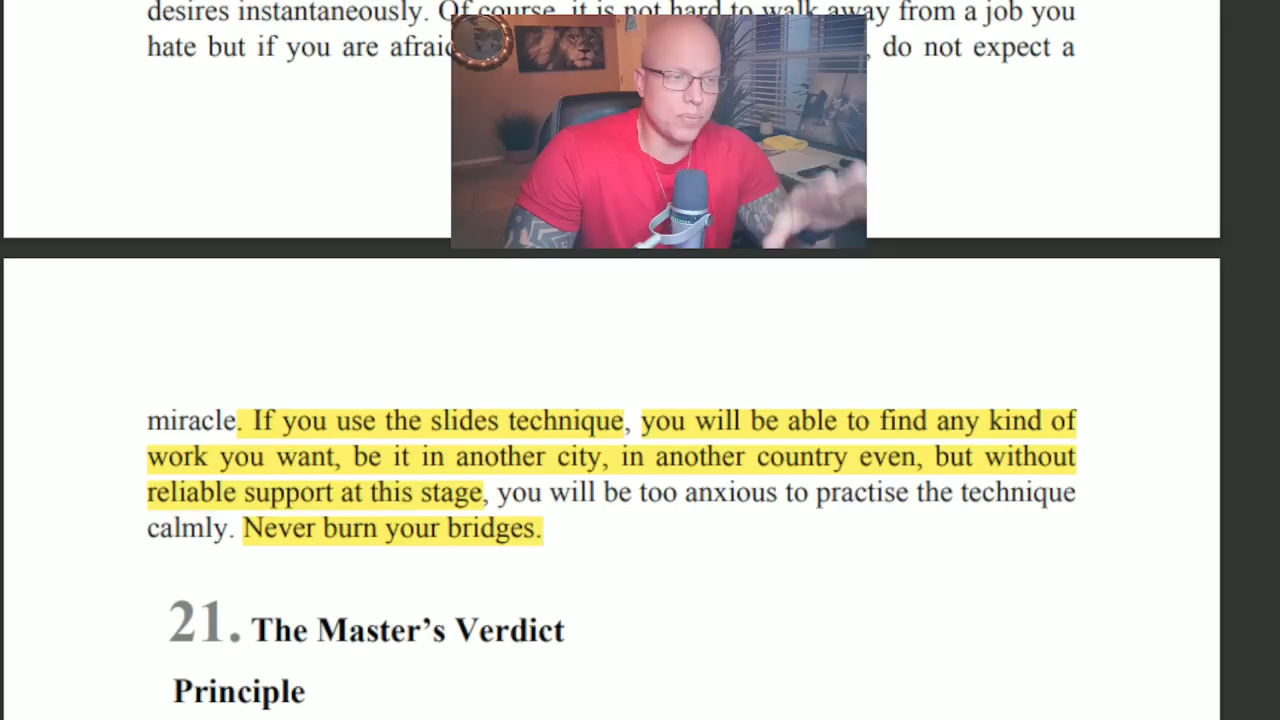 desires instantaneously. Of course, it is not hard to walk away from a job you
hate but if you are afraid , do not expect a
miracle. If you use the slides technique, you will be able to find any kind of
work you want, be it in another city, in another country even, but without
reliable support at this stage, you will be too anxious to practise the technique
calmly. Never burn your bridges.
21. The Master’s Verdict
Principle